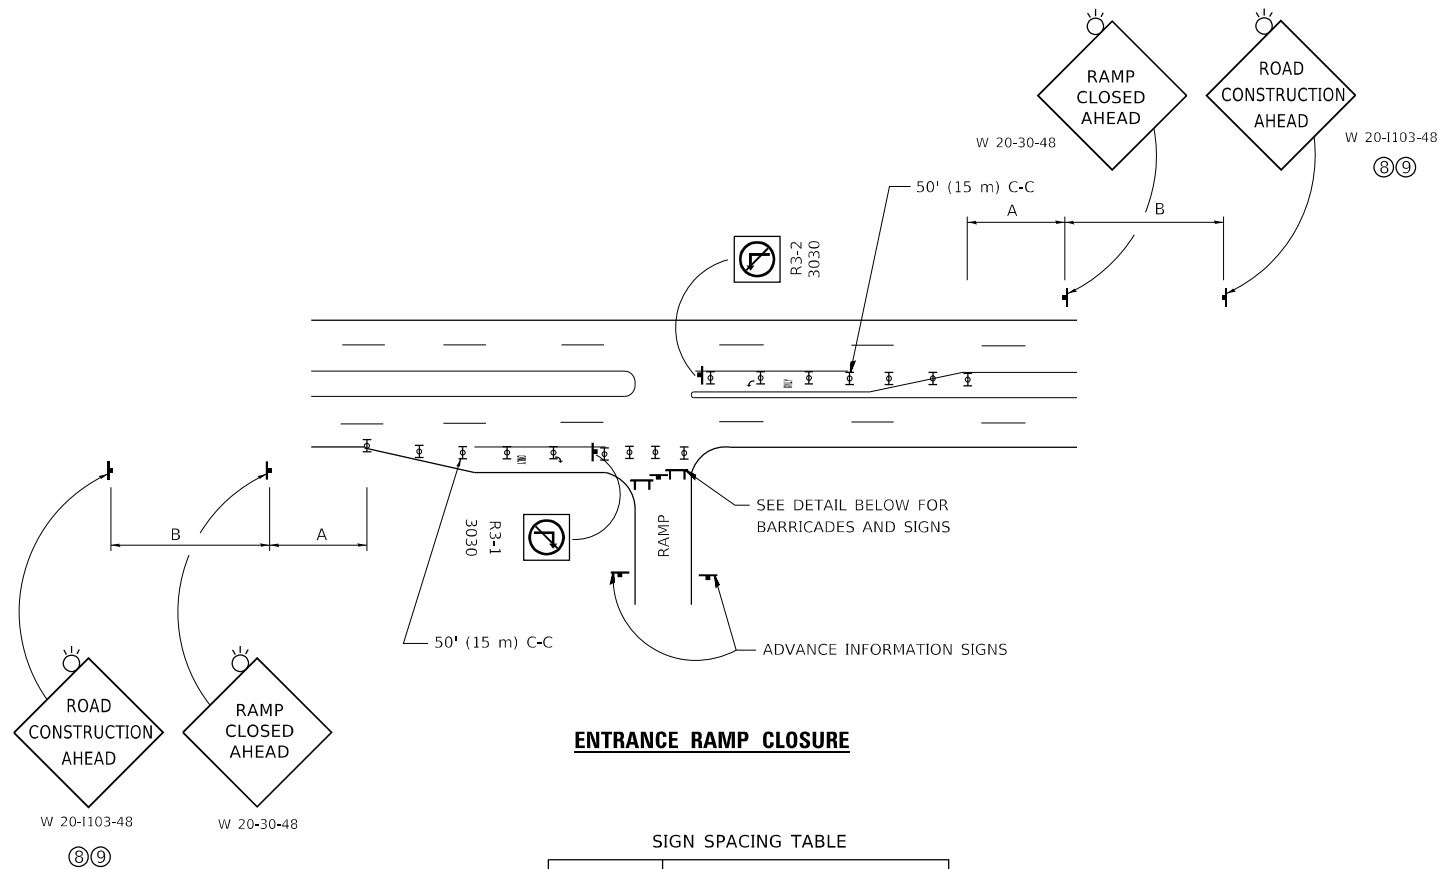 RAMP
CLOSED
AHEAD
W 20-30-48
ROAD
CONSTRUCTION
AHEAD
W 20-I103-48
⑧⑨
50' (15 m) C-C
A
B
R3-2
3030
ONLY
ONLY
B
A
R3-1
3030
RAMP
SEE DETAIL BELOW FOR
BARRICADES AND SIGNS
50' (15 m) C-C
ADVANCE INFORMATION SIGNS
ROAD
CONSTRUCTION
AHEAD
W 20-I103-48
⑧⑨
RAMP
CLOSED
AHEAD
W 20-30-48
ENTRANCE RAMP CLOSURE
SIGN SPACING TABLE